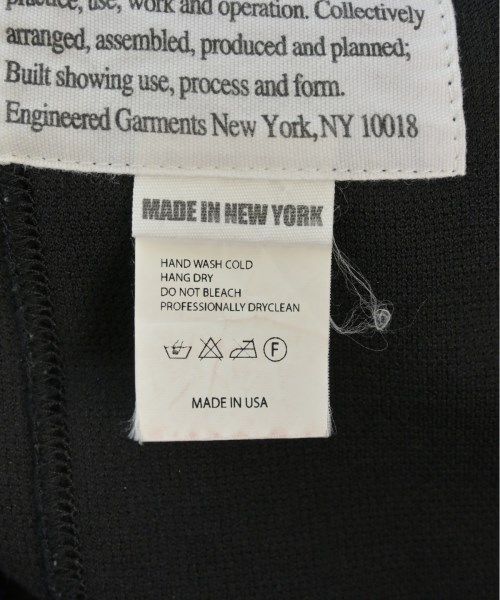 practice, use, work and operation. Collectively
arranged, assembled, produced and planned;
Built showing use, process and form.
Engineered Garments New York, NY 10018
MADE IN NEW YORK
HAND WASH COLD
HANG DRY
DO NOT BLEACH
PROFESSIONALLY DRYCLEAN
F
MADE IN USA